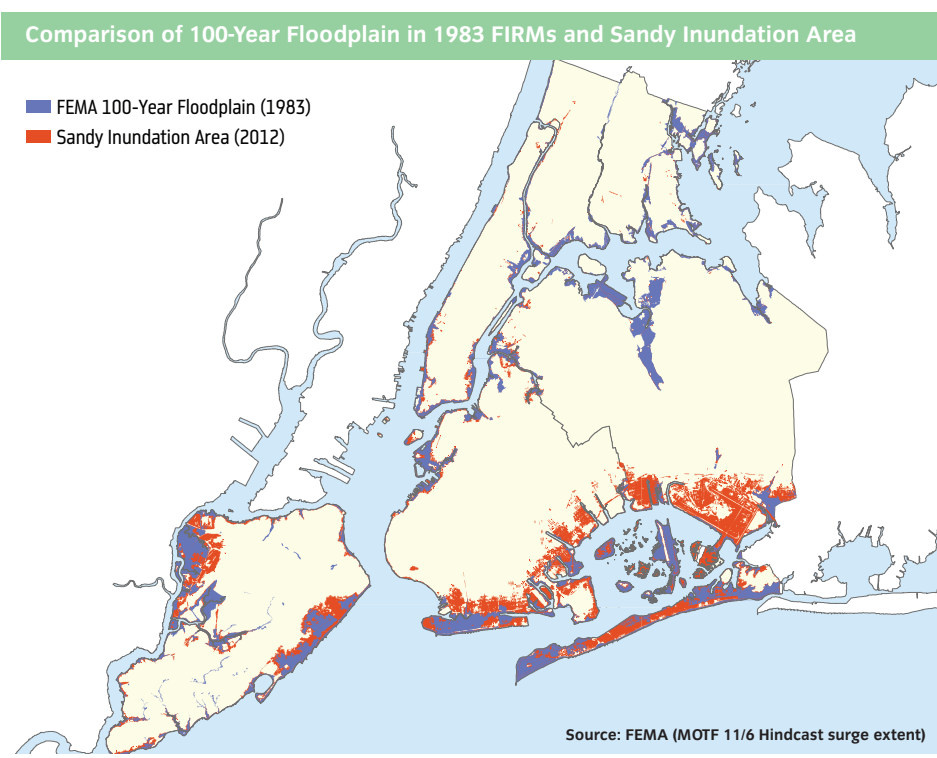 Comparison of 100-Year Floodplain in 1983 FIRMs and Sandy Inundation Area
FEMA 100-Year Floodplain (1983)
Sandy Inundation Area (2012)
Source: FEMA (MOTF 11/6 Hindcast surge extent)